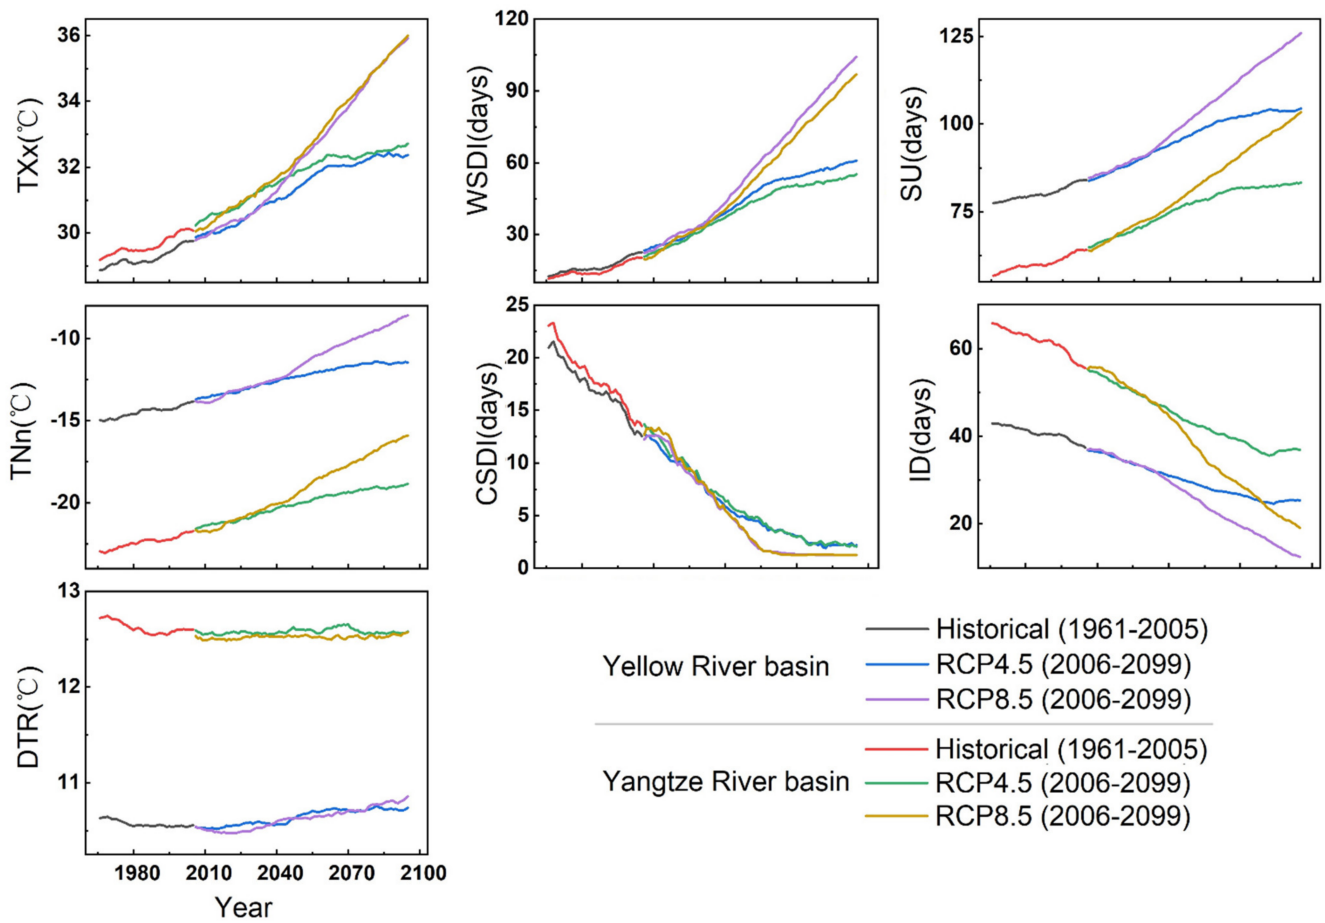 TXx(℃)
36
34
32
30
WSDI(days)
120
90
60
30
SU(days)
125
100
75
TNn(℃)
-10
-15
-20
CSDI(days)
25
20
15
10
5
0
ID(days)
60
40
20
DTR(℃)
13
12
11
1980 2010 2040 2070 2100
Year
Yellow River basin
Historical (1961-2005)
RCP4.5 (2006-2099)
RCP8.5 (2006-2099)
Yangtze River basin
Historical (1961-2005)
RCP4.5 (2006-2099)
RCP8.5 (2006-2099)